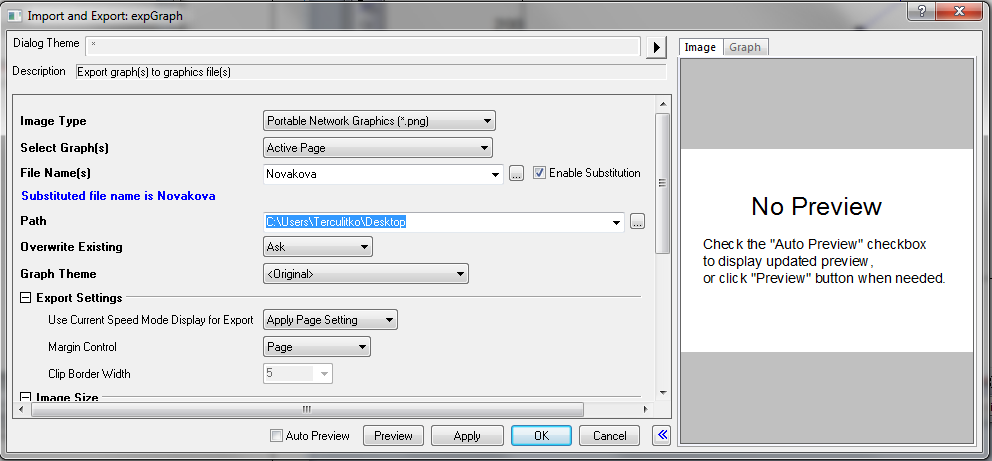 Import and Export: expGraph
Dialog Theme *
Description Export graph(s) to graphics file(s)
Image Type Portable Network Graphics (*.png)
Select Graph(s) Active Page
File Name(s) Novakova ... Enable Substitution
Substituted file name is Novakova
Path C:\Users\Terculitko\Desktop ...
Overwrite Existing Ask
Graph Theme <Original>
Export Settings
Use Current Speed Mode Display for Export Apply Page Setting
Margin Control Page
Clip Border Width 5
Image Size
Auto Preview Preview Apply OK Cancel
Image Graph
No Preview
Check the "Auto Preview" checkbox
to display updated preview,
or click "Preview" button when needed.